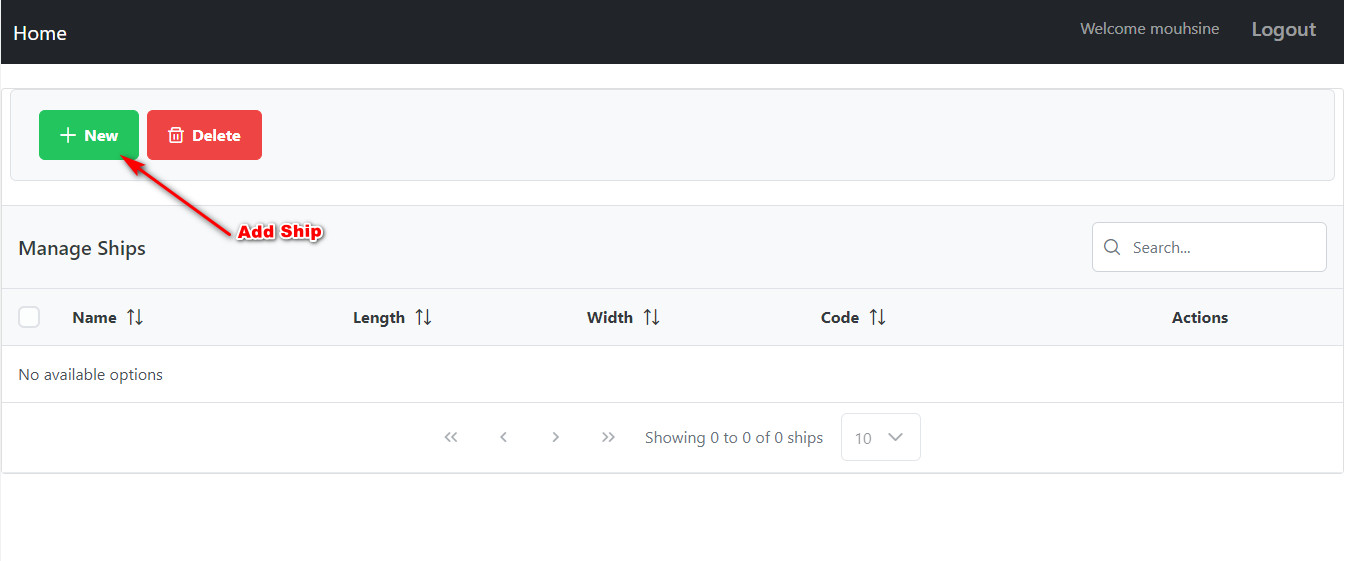 Home
Welcome mouhsine
Logout
New
Delete
Add Ship
Manage Ships
Search...
Name
Length
Width
Code
Actions
No available options
Showing 0 to 0 of 0 ships
10